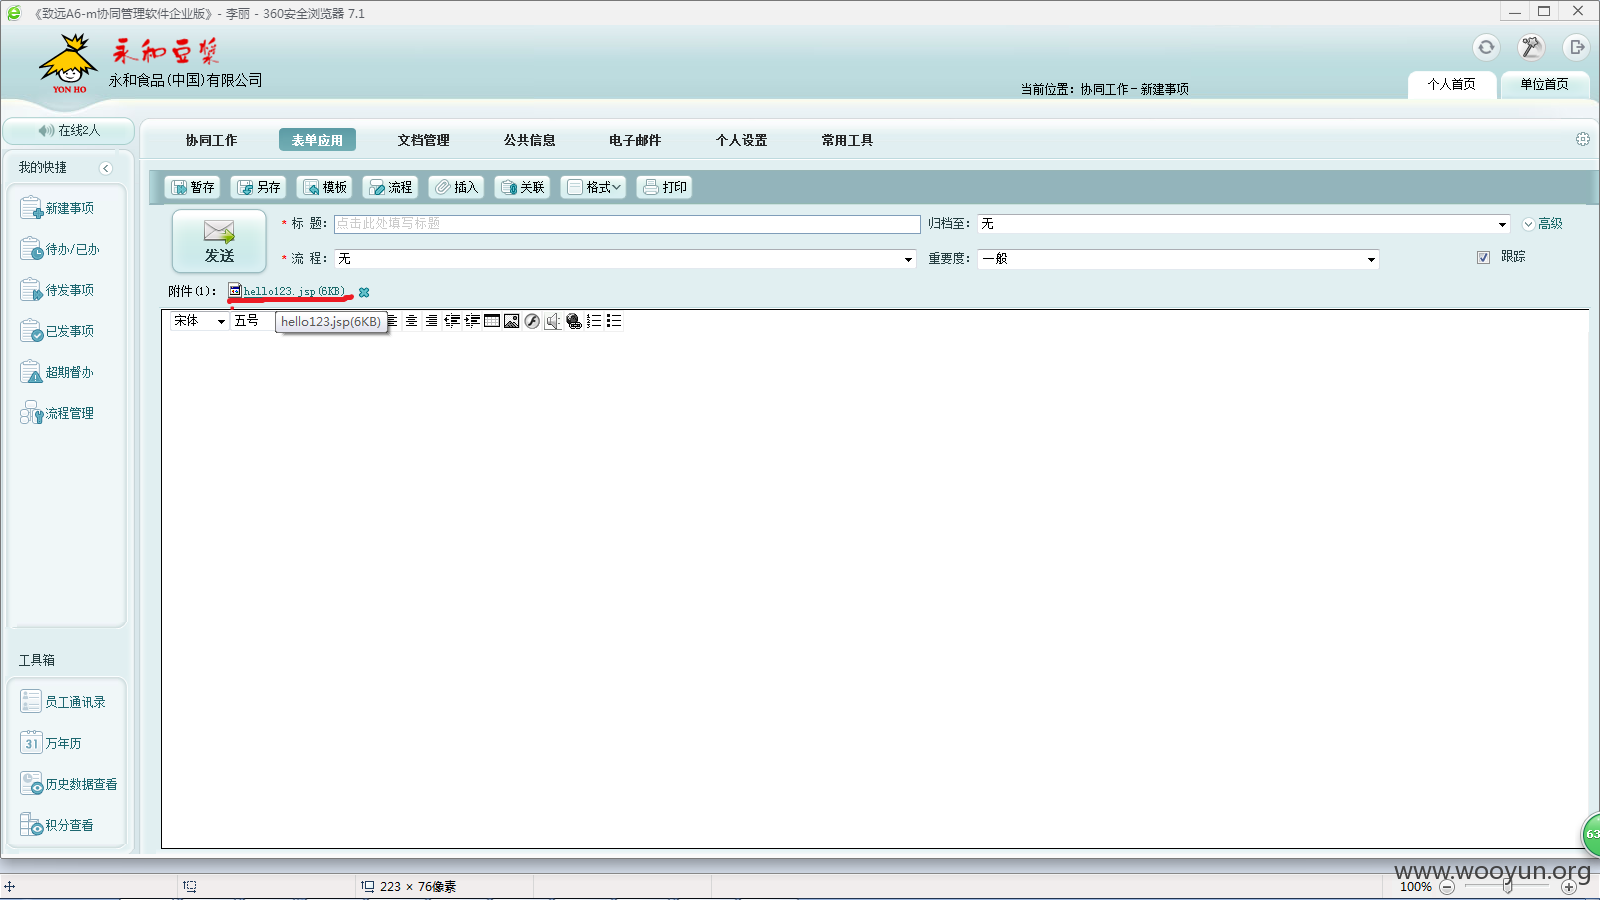 《致远A6-m协同管理软件企业版》- 李丽 - 360安全浏览器 7.1
永和豆浆
YON HO
永和食品(中国)有限公司
当前位置：协同工作 - 新建事项
个人首页
单位首页
在线2人
协同工作
表单应用
文档管理
公共信息
电子邮件
个人设置
常用工具
我的快捷
新建事项
待办/已办
待发事项
已发事项
超期督办
流程管理
工具箱
员工通讯录
31
万年历
历史数据查看
积分查看
暂存
另存
模板
流程
插入
关联
格式
打印
发送
* 标 题：
点击此处填写标题
归档至：
无
高级
* 流 程：
无
重要度：
一般
跟踪
附件(1)：
hello123.jsp(6KB)
宋体
五号
hello123.jsp(6KB)
63
www.wooyun.org
223 × 76像素
100%